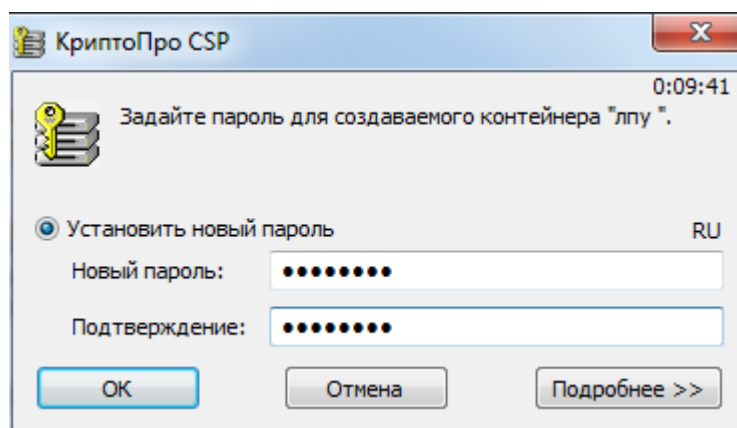 КриптоПро CSP
0:09:41
Задайте пароль для создаваемого контейнера "лпу ".
Установить новый пароль
RU
Новый пароль: ●●●●●●●●
Подтверждение: ●●●●●●●●
ОК
Отмена
Подробнее >>